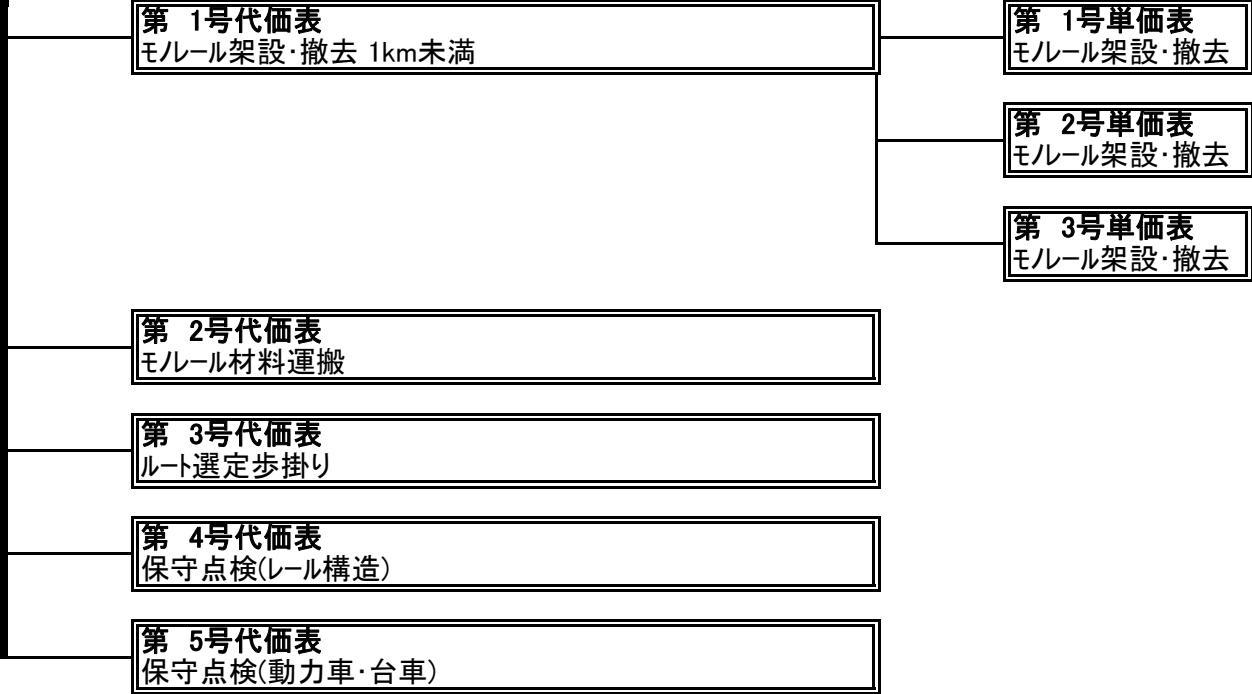 第 1号代価表
ﾓﾉﾚｰﾙ架設･撤去 1km未満
第 1号単価表
ﾓﾉﾚｰﾙ架設･撤去
第 2号単価表
ﾓﾉﾚｰﾙ架設･撤去
第 3号単価表
ﾓﾉﾚｰﾙ架設･撤去
第 2号代価表
ﾓﾉﾚｰﾙ材料運搬
第 3号代価表
ﾙｰﾄ選定歩掛り
第 4号代価表
保守点検(ﾚｰﾙ構造)
第 5号代価表
保守点検(動力車･台車)